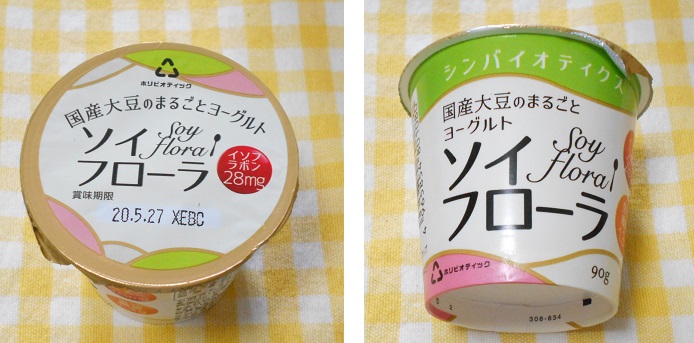 ホリビオティック
国産大豆のまるごとヨーグルト
ソイ
Soy
flora
フローラ
イソフ
ラボン
28mg
賞味期限
20.5.27 XEBC
シンバイオティクス
国産大豆のまるごと
ヨーグルト
ソイ
Soy
flora
フローラ
ホリビオティック
90g
308-834